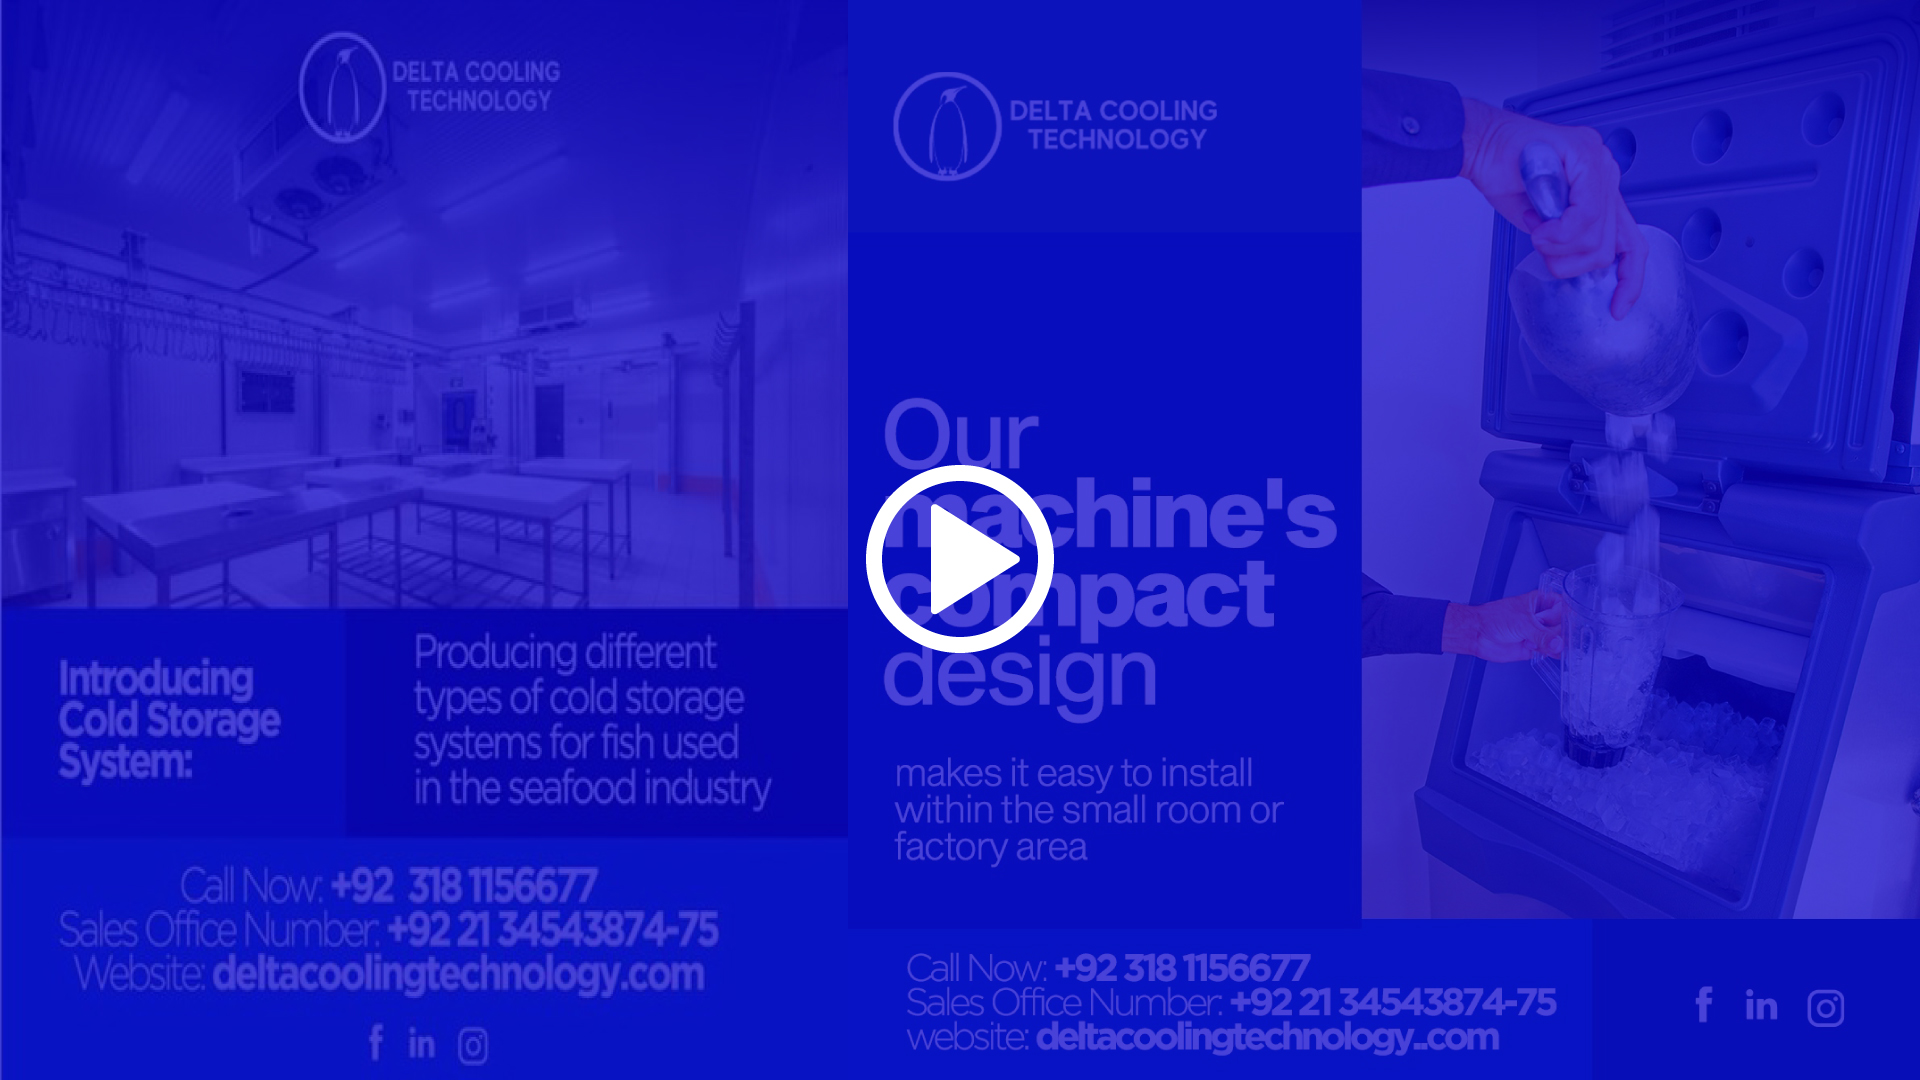 DELTA COOLING
TECHNOLOGY
Introducing
Cold Storage
System:
Producing different
types of cold storage
systems for fish used
in the seafood industry
Call Now: +92 318 1156677
Sales Office Number: +92 21 34543874-75
Website: deltacoolingtechnology.com
f in
DELTA COOLING
TECHNOLOGY
Our
machine's
compact
design
makes it easy to install
within the small room or
factory area
Call Now: +92 318 1156677
Sales Office Number: +92 21 34543874-75
website: deltacoolingtechnology..com
f in